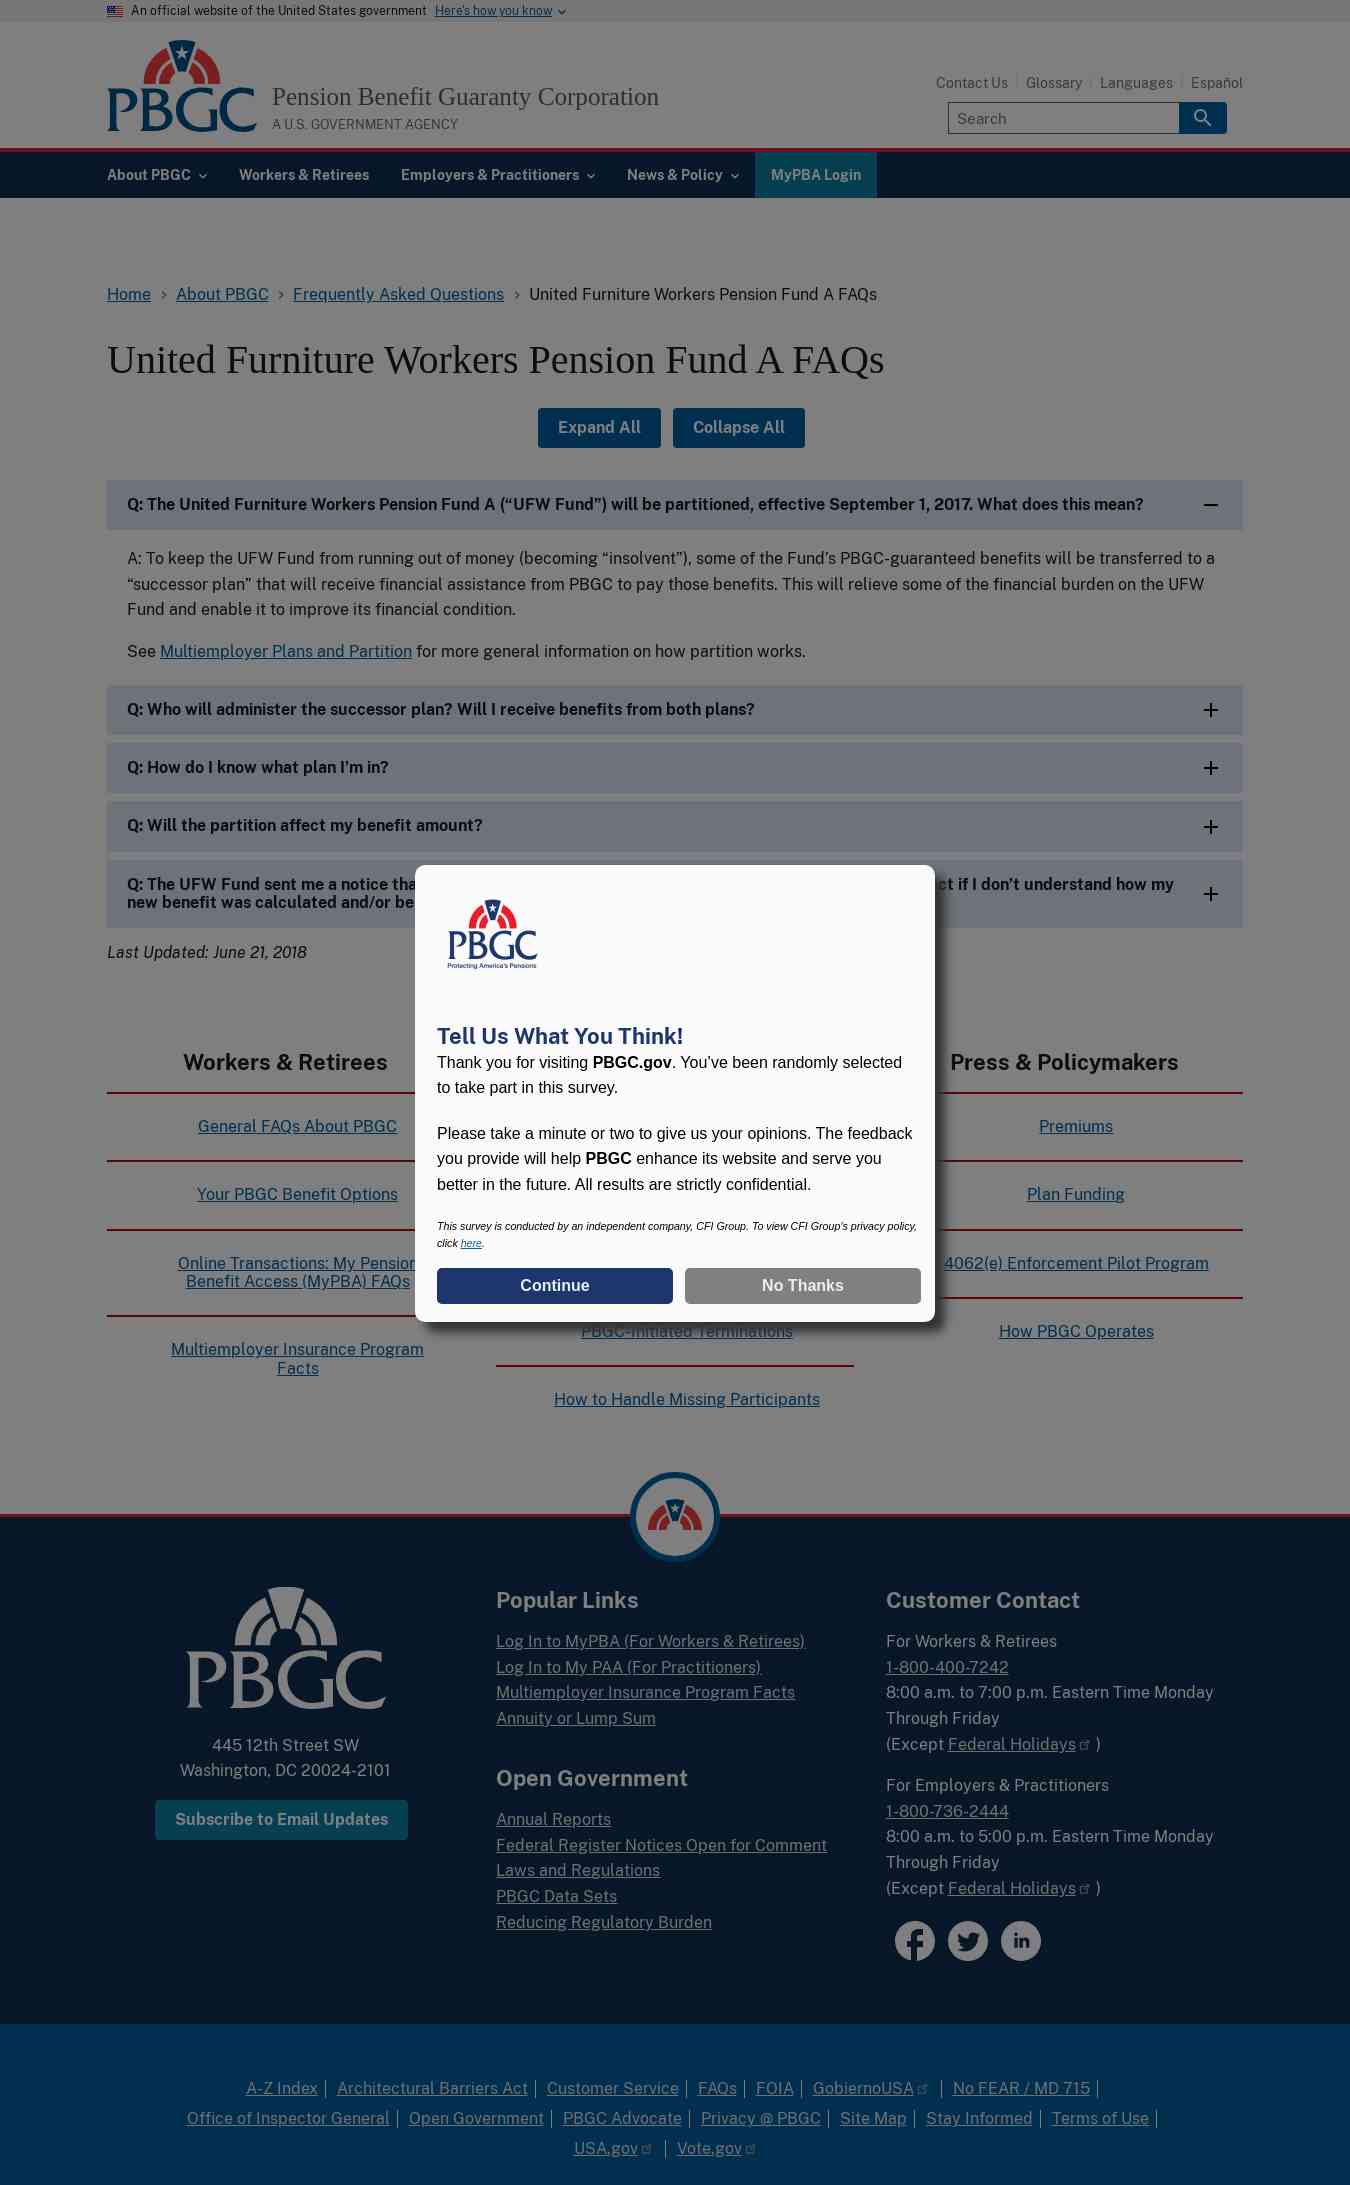 An official website of the United States government Here's how you know
PBGC
Pension Benefit Guaranty Corporation
A U.S. GOVERNMENT AGENCY
Contact Us Glossary Languages Español
Search
About PBGC Workers & Retirees Employers & Practitioners News & Policy MyPBA Login
Home About PBGC Frequently Asked Questions United Furniture Workers Pension Fund A FAQs
United Furniture Workers Pension Fund A FAQs
Expand All Collapse All
Q: The United Furniture Workers Pension Fund A (“UFW Fund”) will be partitioned, effective September 1, 2017. What does this mean?
A: To keep the UFW Fund from running out of money (becoming “insolvent”), some of the Fund’s PBGC-guaranteed benefits will be transferred to a
“successor plan” that will receive financial assistance from PBGC to pay those benefits. This will relieve some of the financial burden on the UFW
Fund and enable it to improve its financial condition.
See Multiemployer Plans and Partition for more general information on how partition works.
Q: Who will administer the successor plan? Will I receive benefits from both plans?
Q: How do I know what plan I’m in?
Q: Will the partition affect my benefit amount?
Q: The UFW Fund sent me a notice if I don’t understand how my
new benefit was calculated and/or
Last Updated: June 21, 2018
PBGC
Protecting America's Pensions
Tell Us What You Think!
Thank you for visiting PBGC.gov. You’ve been randomly selected
to take part in this survey.
Please take a minute or two to give us your opinions. The feedback
you provide will help PBGC enhance its website and serve you
better in the future. All results are strictly confidential.
This survey is conducted by an independent company, CFI Group. To view CFI Group's privacy policy,
click here.
Continue No Thanks
Workers & Retirees
General FAQs About PBGC
Your PBGC Benefit Options
Online Transactions: My Pension
Benefit Access (MyPBA) FAQs
Multiemployer Insurance Program
Facts
PBGC-Initiated Terminations
How to Handle Missing Participants
Press & Policymakers
Premiums
Plan Funding
4062(e) Enforcement Pilot Program
How PBGC Operates
PBGC
445 12th Street SW
Washington, DC 20024-2101
Subscribe to Email Updates
Popular Links
Log In to MyPBA (For Workers & Retirees)
Log In to My PAA (For Practitioners)
Multiemployer Insurance Program Facts
Annuity or Lump Sum
Open Government
Annual Reports
Federal Register Notices Open for Comment
Laws and Regulations
PBGC Data Sets
Reducing Regulatory Burden
Customer Contact
For Workers & Retirees
1-800-400-7242
8:00 a.m. to 7:00 p.m. Eastern Time Monday
Through Friday
(Except Federal Holidays )
For Employers & Practitioners
1-800-736-2444
8:00 a.m. to 5:00 p.m. Eastern Time Monday
Through Friday
(Except Federal Holidays )
in
A-Z Index Architectural Barriers Act Customer Service FAQs FOIA GobiernoUSA No FEAR / MD 715
Office of Inspector General Open Government PBGC Advocate Privacy @ PBGC Site Map Stay Informed Terms of Use
USA.gov Vote.gov